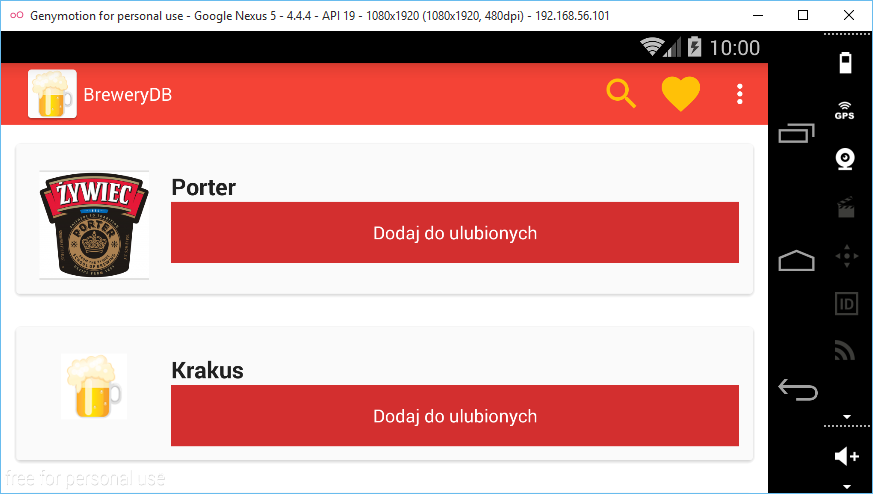 Genymotion for personal use - Google Nexus 5 - 4.4.4 - API 19 - 1080x1920 (1080x1920, 480dpi) - 192.168.56.101
10:00
BreweryDB
GPS
ŻYWIEC
PORTER
Porter
Dodaj do ulubionych
ID
Krakus
Dodaj do ulubionych
free for personal use